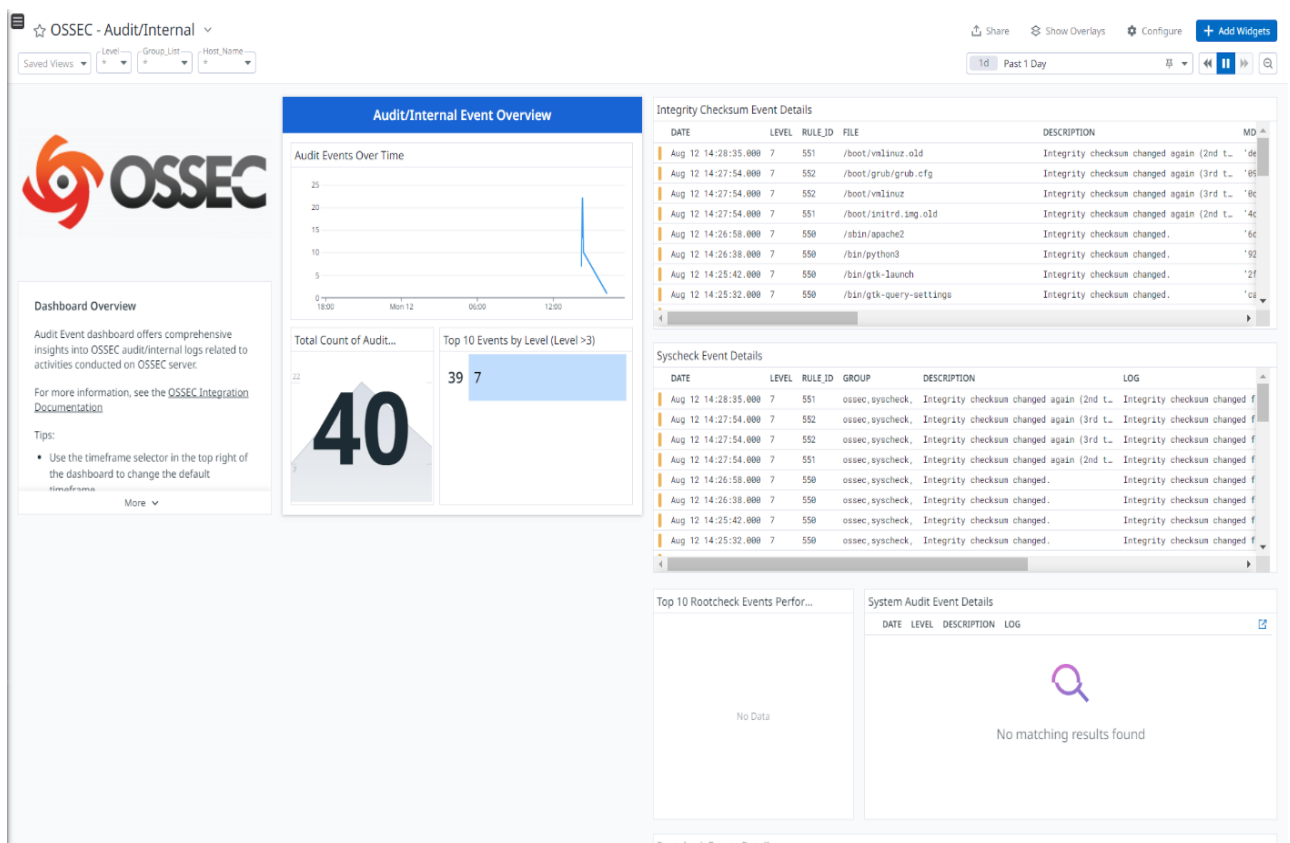 OSSEC - Audit/Internal
Share
Show Overlays
Configure
+ Add Widgets
Saved Views
Level
*
Group_List
*
Host_Name
*
1d Past 1 Day
OSSEC
Dashboard Overview
Audit Event dashboard offers comprehensive
insights into OSSEC audit/internal logs related to
activities conducted on OSSEC server.
For more information, see the OSSEC Integration
Documentation
Tips:
• Use the timeframe selector in the top right of
the dashboard to change the default
timeframe
More
Audit/Internal Event Overview
Audit Events Over Time
25
20
15
10
5
0
18:00 Mon 12 06:00 12:00
Total Count of Audit...
22
40
7
Top 10 Events by Level (Level >3)
39 7
Integrity Checksum Event Details
DATE LEVEL RULE_ID FILE DESCRIPTION MD
Aug 12 14:28:35.000 7 551 /boot/vmlinuz.old Integrity checksum changed again (2nd t… 'de
Aug 12 14:27:54.000 7 552 /boot/grub/grub.cfg Integrity checksum changed again (3rd t… '09
Aug 12 14:27:54.000 7 552 /boot/vmlinuz Integrity checksum changed again (3rd t… '0c
Aug 12 14:27:54.000 7 551 /boot/initrd.img.old Integrity checksum changed again (2nd t… '4c
Aug 12 14:26:58.000 7 550 /sbin/apache2 Integrity checksum changed. '6c
Aug 12 14:26:38.000 7 550 /bin/python3 Integrity checksum changed. '92
Aug 12 14:25:42.000 7 550 /bin/gtk-launch Integrity checksum changed. '2f
Aug 12 14:25:32.000 7 550 /bin/gtk-query-settings Integrity checksum changed. 'ca
Syscheck Event Details
DATE LEVEL RULE_ID GROUP DESCRIPTION LOG
Aug 12 14:28:35.000 7 551 ossec,syscheck, Integrity checksum changed again (2nd t… Integrity checksum changed f
Aug 12 14:27:54.000 7 552 ossec,syscheck, Integrity checksum changed again (3rd t… Integrity checksum changed f
Aug 12 14:27:54.000 7 552 ossec,syscheck, Integrity checksum changed again (3rd t… Integrity checksum changed f
Aug 12 14:27:54.000 7 551 ossec,syscheck, Integrity checksum changed again (2nd t… Integrity checksum changed f
Aug 12 14:26:58.000 7 550 ossec,syscheck, Integrity checksum changed. Integrity checksum changed f
Aug 12 14:26:38.000 7 550 ossec,syscheck, Integrity checksum changed. Integrity checksum changed f
Aug 12 14:25:42.000 7 550 ossec,syscheck, Integrity checksum changed. Integrity checksum changed f
Aug 12 14:25:32.000 7 550 ossec,syscheck, Integrity checksum changed. Integrity checksum changed f
Top 10 Rootcheck Events Perfor...
No Data
System Audit Event Details
DATE LEVEL DESCRIPTION LOG
No matching results found